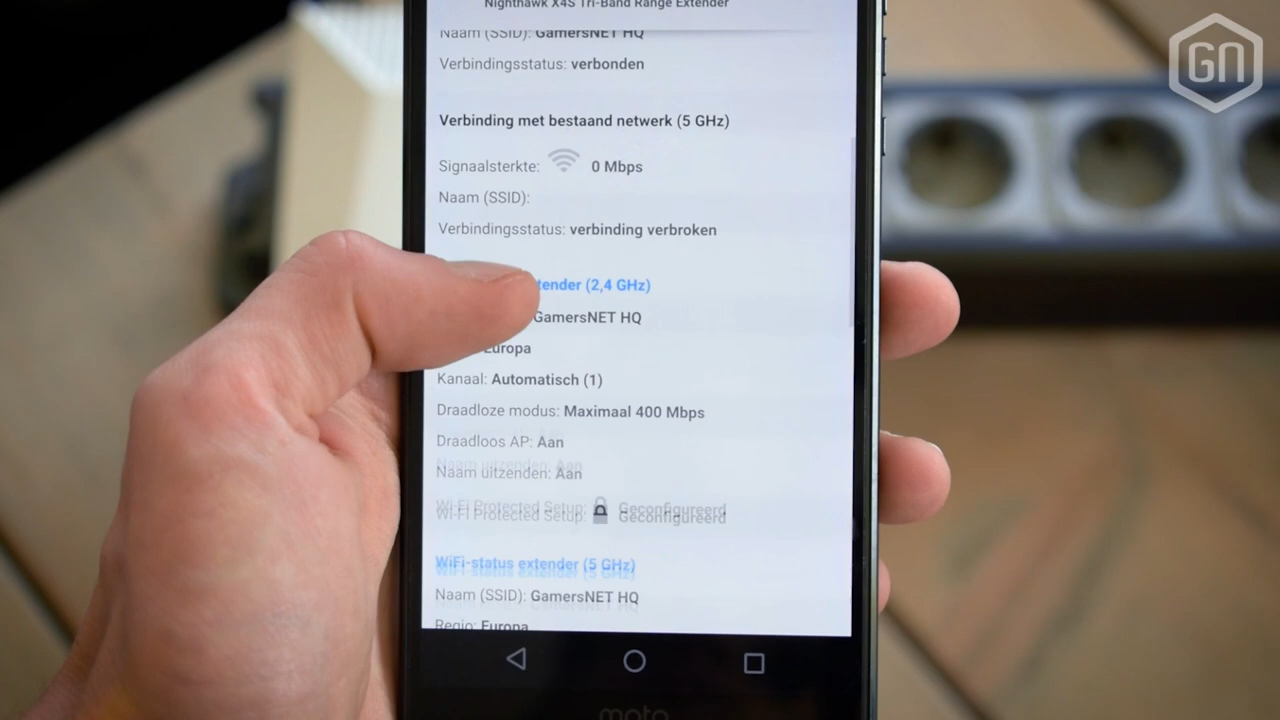 Nighthawk X4S Tri-Band Range Extender
Naam (SSID): GamersNET HQ
Verbindingsstatus: verbonden
Verbinding met bestaand netwerk (5 GHz)
Signaalsterkte: 0 Mbps
Naam (SSID):
Verbindingsstatus: verbinding verbroken
tender (2,4 GHz)
GamersNET HQ
Europa
Kanaal: Automatisch (1)
Draadloze modus: Maximaal 400 Mbps
Draadloos AP: Aan
Naam uitzenden: Aan
Wi-Fi Protected Setup: Geconfigureerd
WiFi-status extender (5 GHz)
Naam (SSID): GamersNET HQ
Regio: Europa
moto
GN